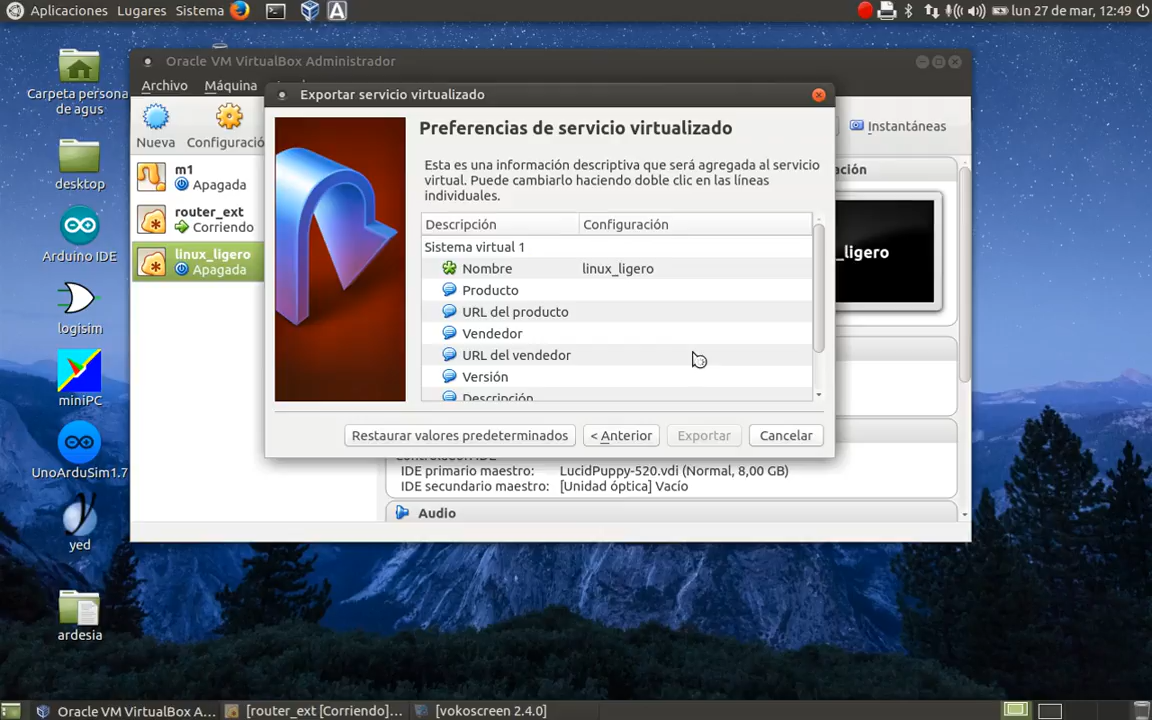 Aplicaciones Lugares Sistema
lun 27 de mar, 12:49
Carpeta persona
de agus
desktop
Arduino IDE
logisim
miniPC
UnoArduSim1.7
yed
ardesia
Oracle VM VirtualBox Administrador
Archivo Máquina
Nueva Configuració
Instantáneas
m1
Apagada
router_ext
Corriendo
linux_ligero
Apagada
Exportar servicio virtualizado
Preferencias de servicio virtualizado
Esta es una información descriptiva que será agregada al servicio
virtual. Puede cambiarlo haciendo doble clic en las líneas
individuales.
Descripción Configuración
Sistema virtual 1
Nombre linux_ligero
Producto
URL del producto
Vendedor
URL del vendedor
Versión
Descripción
Restaurar valores predeterminados < Anterior Exportar Cancelar
ación
_ligero
IDE primario maestro: LucidPuppy-520.vdi (Normal, 8,00 GB)
IDE secundario maestro: [Unidad óptica] Vacío
Audio
Oracle VM VirtualBox A... [router_ext [Corriendo]... [vokoscreen 2.4.0]